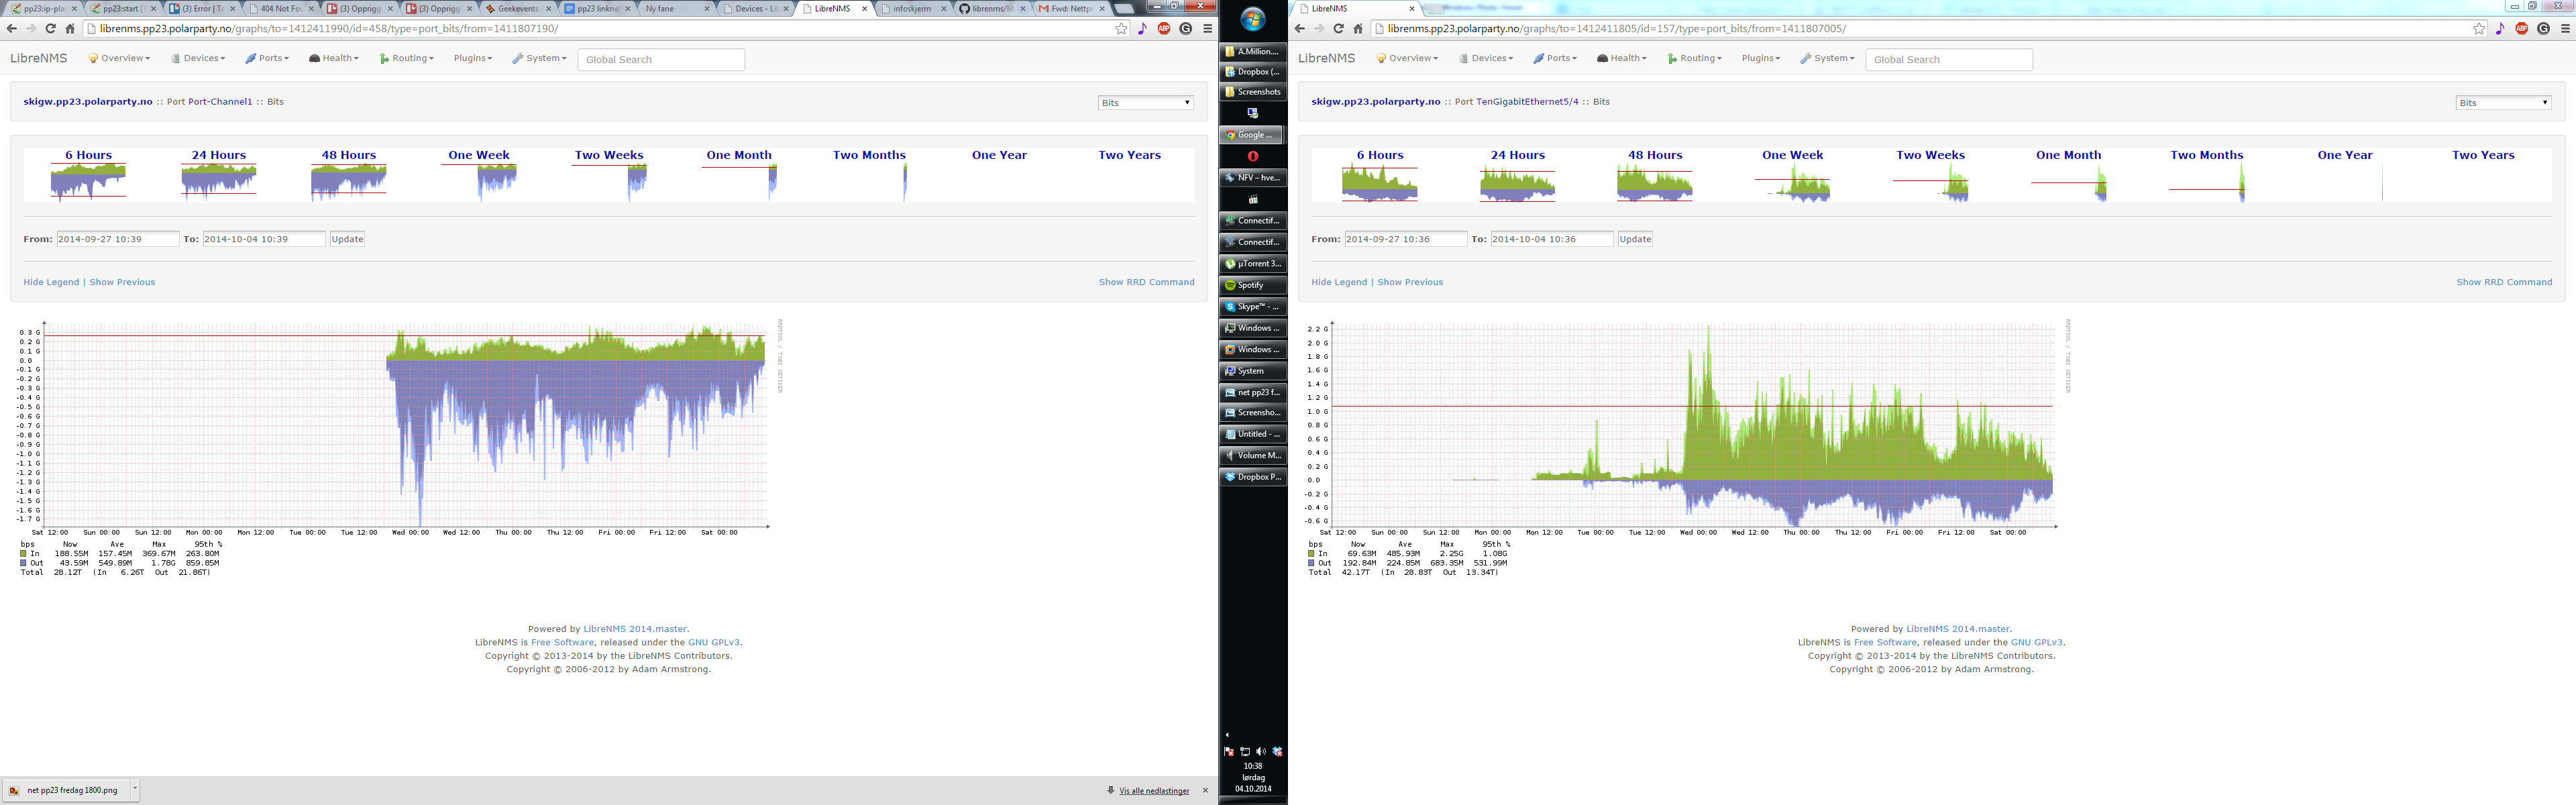 pp23:ip-plan
pp23:start [
(3) Error | Tr
404 Not Fou
(3) Opprigg
(3) Opprigg
Geekevents
pp23 linknet
Ny fane
Devices - Lib
LibreNMS
infoskjerm
librenms/lib
Fwd: Nettpr
librenms.pp23.polarparty.no/graphs/to=1412411990/id=458/type=port_bits/from=1411807190/
LibreNMS Overview Devices Ports Health Routing Plugins System Global Search
skigw.pp23.polarparty.no :: Port Port-Channel1 :: Bits
Bits
6 Hours 24 Hours 48 Hours One Week Two Weeks One Month Two Months One Year Two Years
From: 2014-09-27 10:39 To: 2014-10-04 10:39 Update
Hide Legend | Show Previous
Show RRD Command
0.3 G
0.2 G
0.1 G
0.0
-0.1 G
-0.2 G
-0.3 G
-0.4 G
-0.5 G
-0.6 G
-0.7 G
-0.8 G
-0.9 G
-1.0 G
-1.1 G
-1.2 G
-1.3 G
-1.4 G
-1.5 G
-1.6 G
-1.7 G
RRDTOOL / TOBI OETIKER
Sat 12:00 Sun 00:00 Sun 12:00 Mon 00:00 Mon 12:00 Tue 00:00 Tue 12:00 Wed 00:00 Wed 12:00 Thu 00:00 Thu 12:00 Fri 00:00 Fri 12:00 Sat 00:00
bps Now Ave Max 95th %
In 188.55M 157.45M 369.67M 263.80M
Out 43.59M 549.89M 1.78G 859.85M
Total 28.12T (In 6.26T Out 21.86T)
Powered by LibreNMS 2014.master.
LibreNMS is Free Software, released under the GNU GPLv3.
Copyright © 2013-2014 by the LibreNMS Contributors.
Copyright © 2006-2012 by Adam Armstrong.
net pp23 fredag 1800.png
Vis alle nedlastinger
A.Million....
Dropbox (...
Screenshots
Google ...
NFV – hve...
Connectif...
Connectif...
µTorrent 3...
Spotify
Skype™ - ...
Windows ...
Windows ...
System
net pp23 f...
Screensho...
Untitled - ...
Volume M...
Dropbox P...
10:38
lørdag
04.10.2014
LibreNMS
librenms.pp23.polarparty.no/graphs/to=1412411805/id=157/type=port_bits/from=1411807005/
LibreNMS Overview Devices Ports Health Routing Plugins System Global Search
skigw.pp23.polarparty.no :: Port TenGigabitEthernet5/4 :: Bits
Bits
6 Hours 24 Hours 48 Hours One Week Two Weeks One Month Two Months One Year Two Years
From: 2014-09-27 10:36 To: 2014-10-04 10:36 Update
Hide Legend | Show Previous
Show RRD Command
2.2 G
2.0 G
1.8 G
1.6 G
1.4 G
1.2 G
1.0 G
0.8 G
0.6 G
0.4 G
0.2 G
0.0
-0.2 G
-0.4 G
-0.6 G
RRDTOOL / TOBI OETIKER
Sat 12:00 Sun 00:00 Sun 12:00 Mon 00:00 Mon 12:00 Tue 00:00 Tue 12:00 Wed 00:00 Wed 12:00 Thu 00:00 Thu 12:00 Fri 00:00 Fri 12:00 Sat 00:00
bps Now Ave Max 95th %
In 69.63M 485.93M 2.25G 1.08G
Out 192.84M 224.85M 683.35M 531.99M
Total 42.17T (In 28.83T Out 13.34T)
Powered by LibreNMS 2014.master.
LibreNMS is Free Software, released under the GNU GPLv3.
Copyright © 2013-2014 by the LibreNMS Contributors.
Copyright © 2006-2012 by Adam Armstrong.